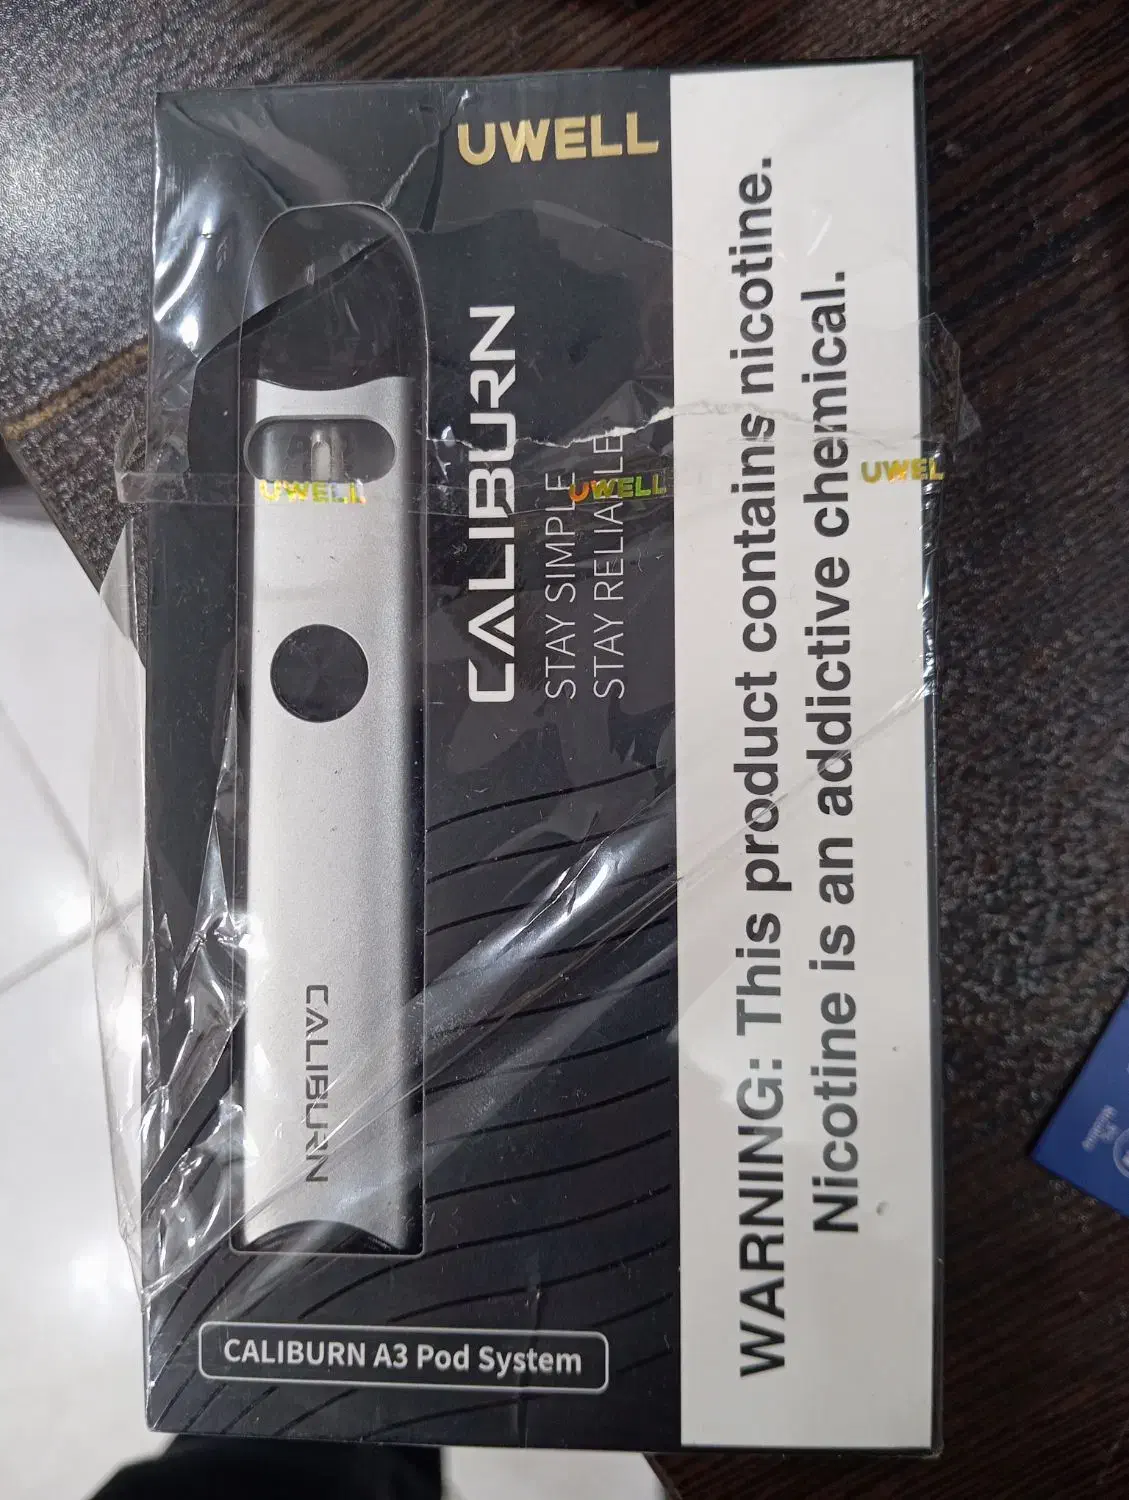 UWELL
CALIBURN
STAY SIMPLE
STAY RELIABLE
UWELL
UWELL
UWEL
CALIBURN
CALIBURN A3 Pod System
WARNING: This product contains nicotine.
Nicotine is an addictive chemical.